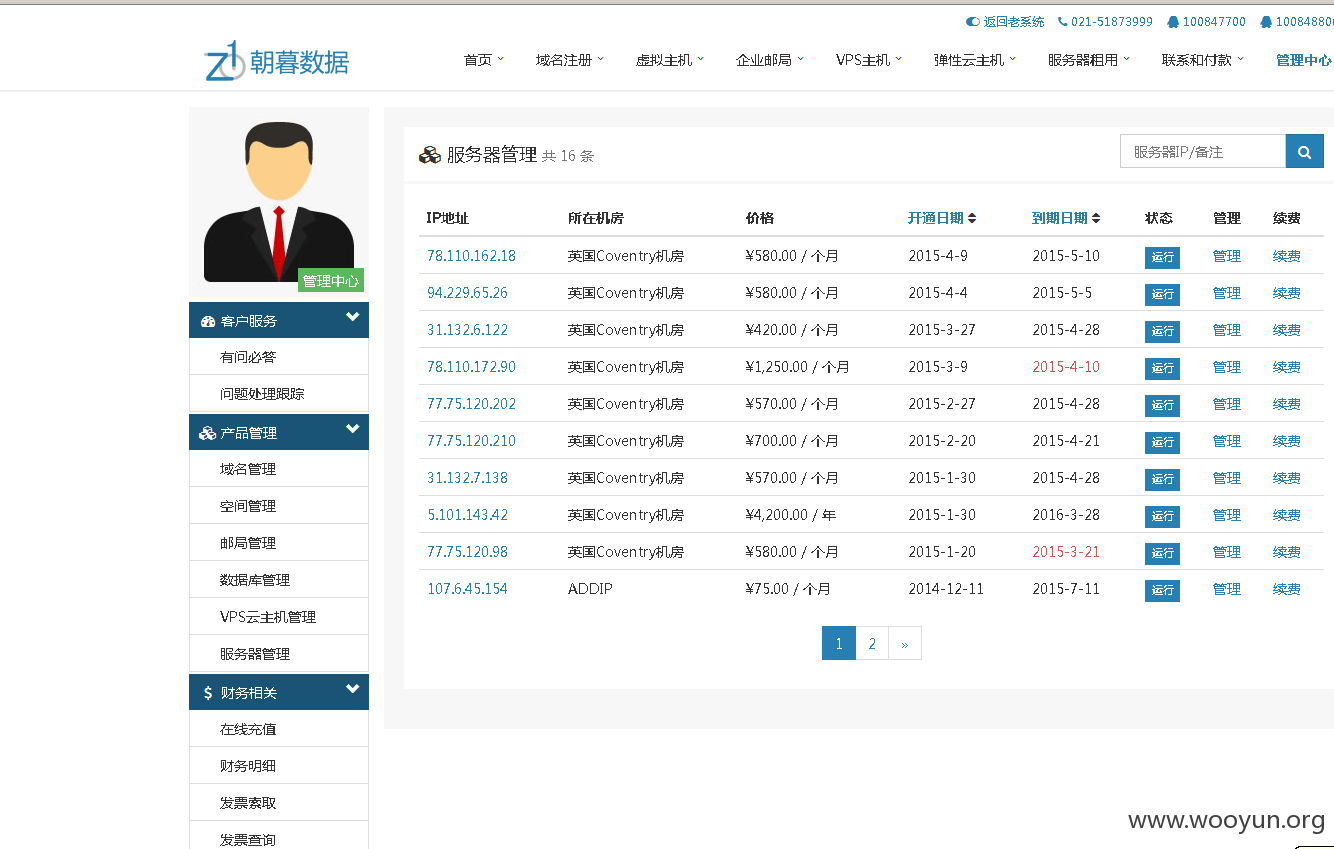 返回老系统 021-51873999 100847700 10084880
朝暮数据 首页 域名注册 虚拟主机 企业邮局 VPS主机 弹性云主机 服务器租用 联系和付款 管理中心
管理中心
客户服务
有问必答
问题处理跟踪
产品管理
域名管理
空间管理
邮局管理
数据库管理
VPS云主机管理
服务器管理
$ 财务相关
在线充值
财务明细
发票索取
发票查询
服务器管理 共 16 条 服务器IP/备注
IP地址 所在机房 价格 开通日期 到期日期 状态 管理 续费
78.110.162.18 英国Coventry机房 ¥580.00 / 个月 2015-4-9 2015-5-10 运行 管理 续费
94.229.65.26 英国Coventry机房 ¥580.00 / 个月 2015-4-4 2015-5-5 运行 管理 续费
31.132.6.122 英国Coventry机房 ¥420.00 / 个月 2015-3-27 2015-4-28 运行 管理 续费
78.110.172.90 英国Coventry机房 ¥1,250.00 / 个月 2015-3-9 2015-4-10 运行 管理 续费
77.75.120.202 英国Coventry机房 ¥570.00 / 个月 2015-2-27 2015-4-28 运行 管理 续费
77.75.120.210 英国Coventry机房 ¥700.00 / 个月 2015-2-20 2015-4-21 运行 管理 续费
31.132.7.138 英国Coventry机房 ¥570.00 / 个月 2015-1-30 2015-4-28 运行 管理 续费
5.101.143.42 英国Coventry机房 ¥4,200.00 / 年 2015-1-30 2016-3-28 运行 管理 续费
77.75.120.98 英国Coventry机房 ¥580.00 / 个月 2015-1-20 2015-3-21 运行 管理 续费
107.6.45.154 ADDIP ¥75.00 / 个月 2014-12-11 2015-7-11 运行 管理 续费
1 2 »
www.wooyun.org